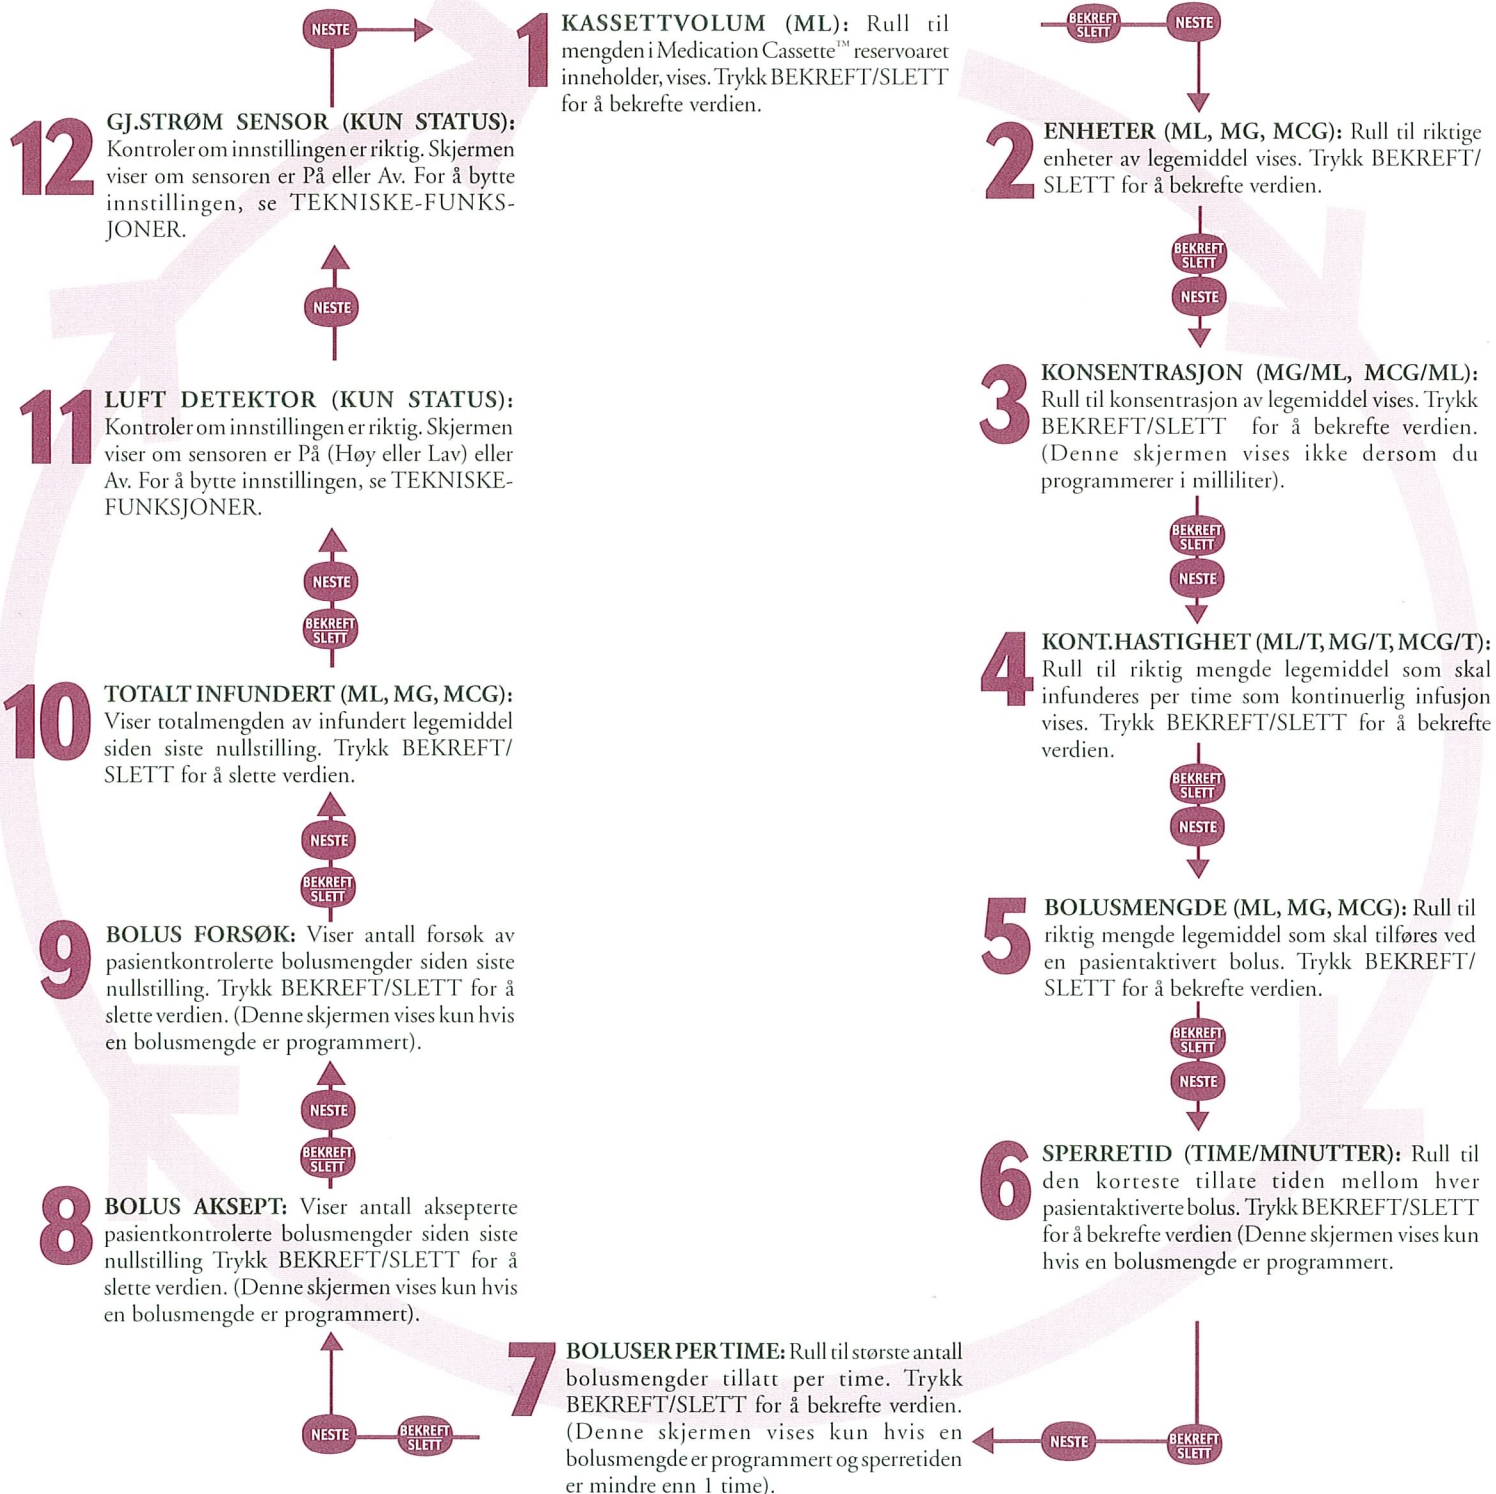 1
KASSETTVOLUM (ML): Rull til
mengden i Medication Cassette™ reservoaret
inneholder, vises. Trykk BEKREFT/SLETT
for å bekrefte verdien.
BEKREFT
SLETT
NESTE
2
ENHETER (ML, MG, MCG): Rull til riktige
enheter av legemiddel vises. Trykk BEKREFT/
SLETT for å bekrefte verdien.
BEKREFT
SLETT
NESTE
3
KONSENTRASJON (MG/ML, MCG/ML):
Rull til konsentrasjon av legemiddel vises. Trykk
BEKREFT/SLETT for å bekrefte verdien.
(Denne skjermen vises ikke dersom du
programmerer i milliliter).
BEKREFT
SLETT
NESTE
4
KONT.HASTIGHET (ML/T, MG/T, MCG/T):
Rull til riktig mengde legemiddel som skal
infunderes per time som kontinuerlig infusjon
vises. Trykk BEKREFT/SLETT for å bekrefte
verdien.
BEKREFT
SLETT
NESTE
5
BOLUSMENGDE (ML, MG, MCG): Rull til
riktig mengde legemiddel som skal tilføres ved
en pasientaktivert bolus. Trykk BEKREFT/
SLETT for å bekrefte verdien.
BEKREFT
SLETT
NESTE
6
SPERRETID (TIME/MINUTTER): Rull til
den korteste tillate tiden mellom hver
pasientaktiverte bolus. Trykk BEKREFT/SLETT
for å bekrefte verdien (Denne skjermen vises kun
hvis en bolusmengde er programmert.
BEKREFT
SLETT
NESTE
7
BOLUSER PER TIME: Rull til største antall
bolusmengder tillatt per time. Trykk
BEKREFT/SLETT for å bekrefte verdien.
(Denne skjermen vises kun hvis en
bolusmengde er programmert og sperretiden
er mindre enn 1 time).
BEKREFT
SLETT
NESTE
8
BOLUS AKSEPT: Viser antall aksepterte
pasientkontrolerte bolusmengder siden siste
nullstilling Trykk BEKREFT/SLETT for å
slette verdien. (Denne skjermen vises kun hvis
en bolusmengde er programmert).
BEKREFT
SLETT
NESTE
9
BOLUS FORSØK: Viser antall forsøk av
pasientkontrolerte bolusmengder siden siste
nullstilling. Trykk BEKREFT/SLETT for å
slette verdien. (Denne skjermen vises kun hvis
en bolusmengde er programmert).
BEKREFT
SLETT
NESTE
10
TOTALT INFUNDERT (ML, MG, MCG):
Viser totalmengden av infundert legemiddel
siden siste nullstilling. Trykk BEKREFT/
SLETT for å slette verdien.
BEKREFT
SLETT
NESTE
11
LUFT DETEKTOR (KUN STATUS):
Kontroler om innstillingen er riktig. Skjermen
viser om sensoren er På (Høy eller Lav) eller
Av. For å bytte innstillingen, se TEKNISKE-
FUNKSJONER.
NESTE
12
GJ.STRØM SENSOR (KUN STATUS):
Kontroler om innstillingen er riktig. Skjermen
viser om sensoren er På eller Av. For å bytte
innstillingen, se TEKNISKE-FUNKS-
JONER.
NESTE